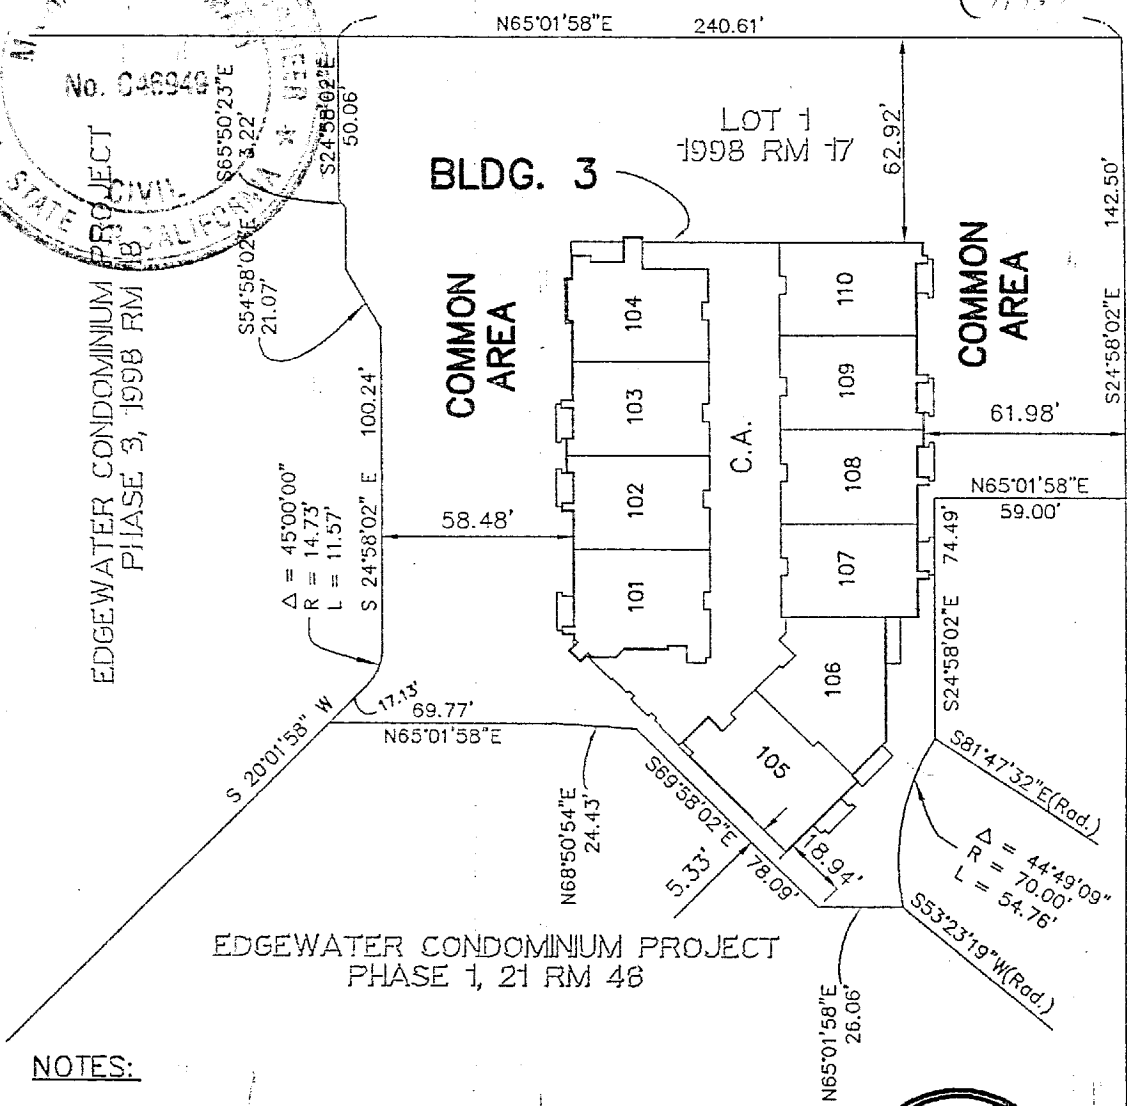 N65°01'58"E 240.61'
No. C46949
CIVIL
STATE CALIFORNIA
S65°50'23"E
3.22'
S24°58'02"E
50.06'
LOT 1
1998 RM 17
62.92'
BLDG. 3
S24°58'02"E 142.50'
EDGEWATER CONDOMINIUM PROJECT
PHASE 3, 1998 RM 18
S54°58'02"E
21.07'
COMMON
AREA
COMMON
AREA
104
110
103
109
C.A.
102
108
101
107
106
105
61.98'
N65°01'58"E
59.00'
S 24°58'02" E 100.24'
58.48'
Δ = 45°00'00"
R = 14.73'
L = 11.57'
S24°58'02"E 74.49'
S 20°01'58" W
17.13'
69.77'
N65°01'58"E
N68°50'54"E
24.43'
S69°58'02"E 78.09'
5.33'
18.94'
S81°47'32"E(Rad.)
Δ = 44°49'09"
R = 70.00'
L = 54.76'
S53°23'19"W(Rad.)
N65°01'58"E
26.06'
EDGEWATER CONDOMINIUM PROJECT
PHASE 1, 21 RM 46
NOTES: